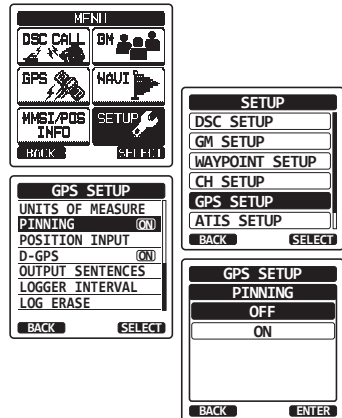 MENU
DSC CALL
GM
GPS
NAVI
MMSI/POS
INFO
SETUP
BACK
SELECT
SETUP
DSC SETUP
GM SETUP
WAYPOINT SETUP
CH SETUP
GPS SETUP
ATIS SETUP
BACK SELECT
GPS SETUP
UNITS OF MEASURE
PINNING ON
POSITION INPUT
D-GPS ON
OUTPUT SENTENCES
LOGGER INTERVAL
LOG ERASE
BACK SELECT
GPS SETUP
PINNING
OFF
ON
BACK ENTER